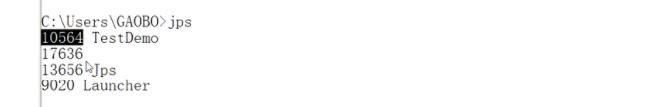 C:\Users\GAOBO>jps
10564 TestDemo
17636
13656 Jps
9020 Launcher